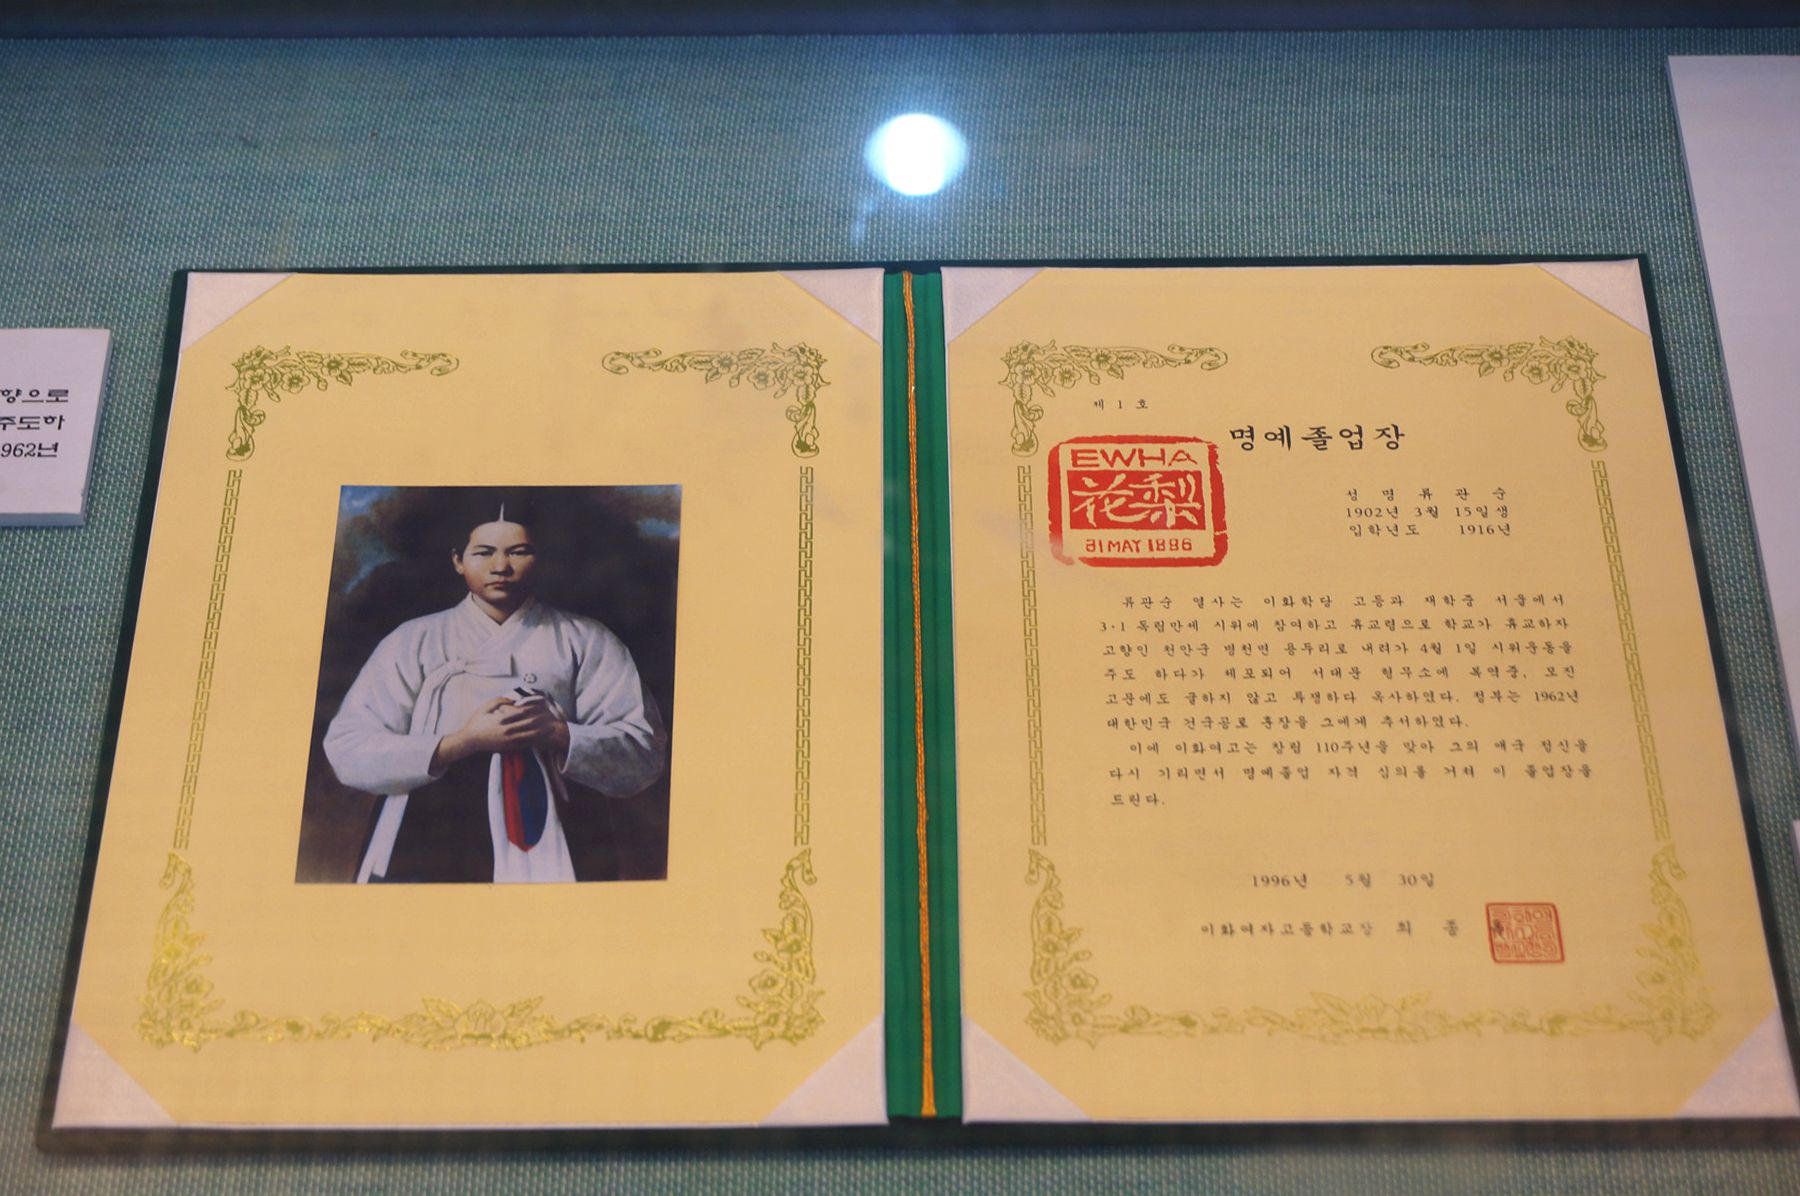 향으로
주도하
962년
제 1 호
명예졸업장
EWHA
梨花
31 MAY 1886
성 명 류 관 순
1902년 3월 15일생
입학년도 1916년
류관순 열사는 이화학당 고등과 재학중 서울에서
3·1 독립만세 시위에 참여하고 휴교령으로 학교가 휴교하자
고향인 천안군 병천면 용두리로 내려가 4월 1일 시위운동을
주도 하다가 체포되어 서대문 형무소에 복역중, 모진
고문에도 굴하지 않고 투쟁하다 옥사하였다. 정부는 1962년
대한민국 건국공로 훈장을 그에게 추서하였다.
이에 이화여고는 창립 110주년을 맞아 그의 애국 정신을
다시 기리면서 명예졸업 자격 심의를 거쳐 이 졸업장을
드린다.
1996년 5월 30일
이화여자고등학교장